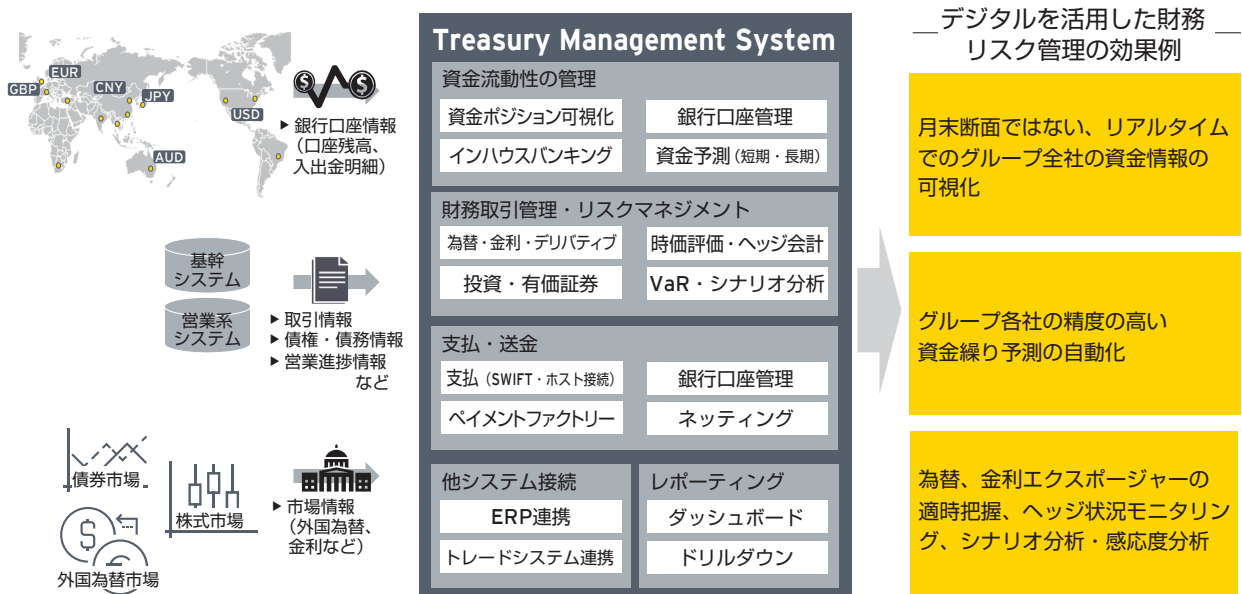 EUR
GBP
CNY
JPY
USD
AUD
▶ 銀行口座情報
（口座残高、
入出金明細）
基幹
システム
営業系
システム
▶ 取引情報
▶ 債権・債務情報
▶ 営業進捗情報
など
債券市場
株式市場
外国為替市場
▶ 市場情報
（外国為替、
金利など）
Treasury Management System
資金流動性の管理
資金ポジション可視化
銀行口座管理
インハウスバンキング
資金予測（短期・長期）
財務取引管理・リスクマネジメント
為替・金利・デリバティブ
時価評価・ヘッジ会計
投資・有価証券
VaR・シナリオ分析
支払・送金
支払（SWIFT・ホスト接続）
銀行口座管理
ペイメントファクトリー
ネッティング
他システム接続
ERP連携
トレードシステム連携
レポーティング
ダッシュボード
ドリルダウン
デジタルを活用した財務
リスク管理の効果例
月末断面ではない、リアルタイム
でのグループ全社の資金情報の
可視化
グループ各社の精度の高い
資金繰り予測の自動化
為替、金利エクスポージャーの
適時把握、ヘッジ状況モニタリン
グ、シナリオ分析・感応度分析